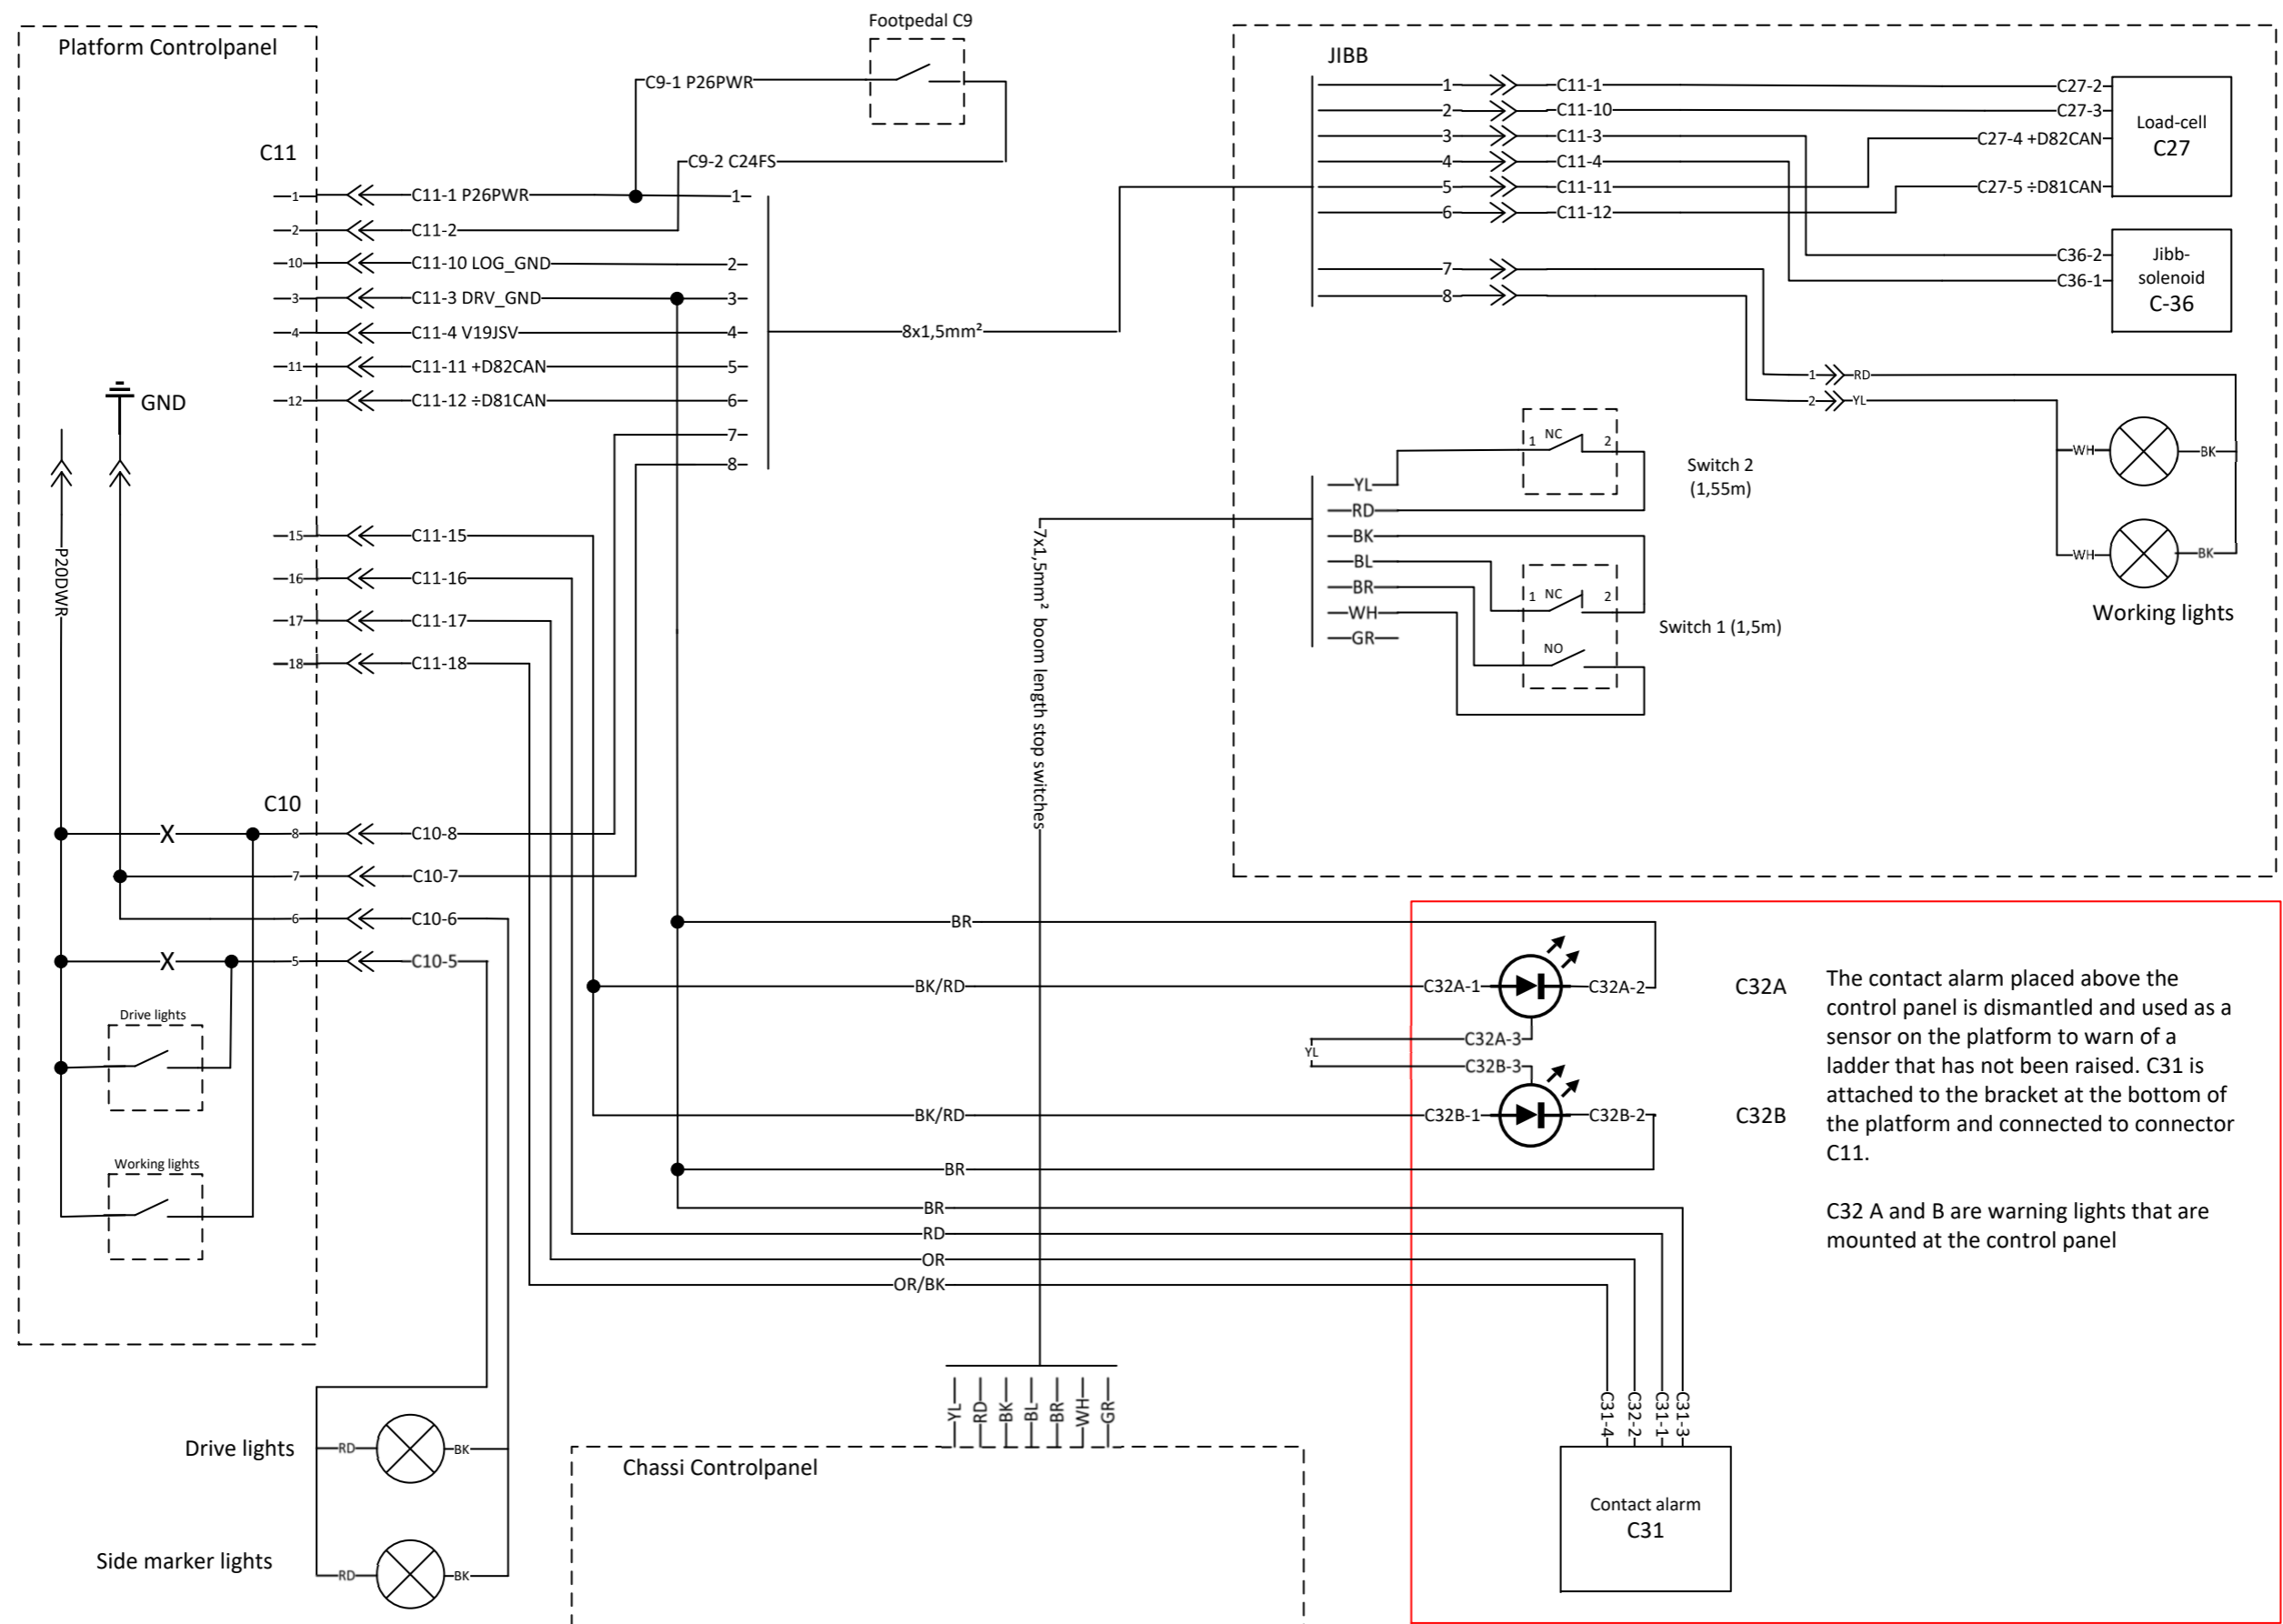 Platform Controlpanel
Footpedal C9
C9-1 P26PWR
C9-2 C24FS
C11
1 C11-1 P26PWR 1
2 C11-2
10 C11-10 LOG_GND 2
3 C11-3 DRV_GND 3
4 C11-4 V19JSV 4
11 C11-11 +D82CAN 5
12 C11-12 ÷D81CAN 6
7
8
8x1,5mm²
GND
P20DWR
15 C11-15
16 C11-16
17 C11-17
18 C11-18
C10
X 8 C10-8
7 C10-7
6 C10-6
X 5 C10-5
Drive lights
Working lights
Drive lights
RD BK
Side marker lights
RD BK
JIBB
1 C11-1 C27-2
2 C11-10 C27-3
3 C11-3
4 C11-4
5 C11-11 C27-4 +D82CAN
6 C11-12 C27-5 ÷D81CAN
7
8
Load-cell
C27
C36-2
C36-1
Jibb-
solenoid
C-36
1 RD
2 YL
WH BK
WH BK
Working lights
YL
RD
BK
BL
BR
WH
GR
1 NC 2
Switch 2
(1,55m)
1 NC 2
NO
Switch 1 (1,5m)
7x1,5mm² boom length stop switches
BR
BK/RD C32A-1 C32A-2
C32A-3
YL
C32B-3
BK/RD C32B-1 C32B-2
BR
BR
RD
OR
OR/BK
C32A
C32B
The contact alarm placed above the
control panel is dismantled and used as a
sensor on the platform to warn of a
ladder that has not been raised. C31 is
attached to the bracket at the bottom of
the platform and connected to connector
C11.
C32 A and B are warning lights that are
mounted at the control panel
C31-4
C32-2
C31-1
C31-3
Contact alarm
C31
YL
RD
BK
BL
BR
WH
GR
Chassi Controlpanel